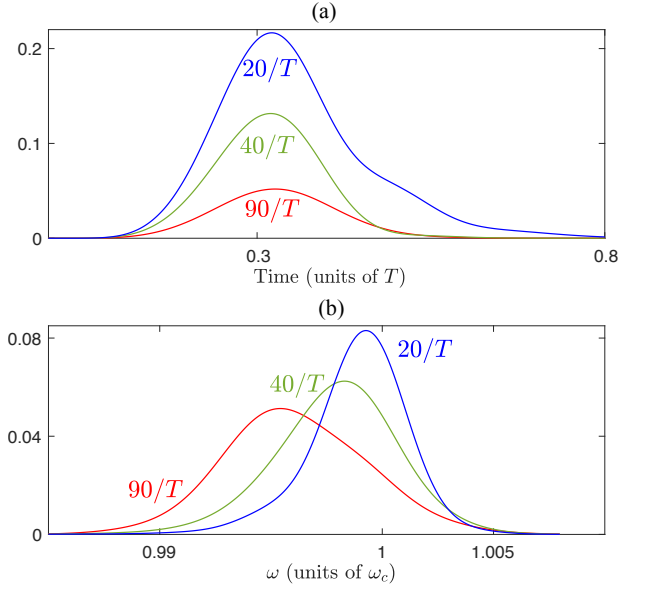 (a)
0.2
20/T
0.1
40/T
90/T
0
0.3
0.8
Time (units of T)
(b)
0.08
20/T
40/T
0.04
90/T
0
0.99
1
1.005
ω (units of ω_c)